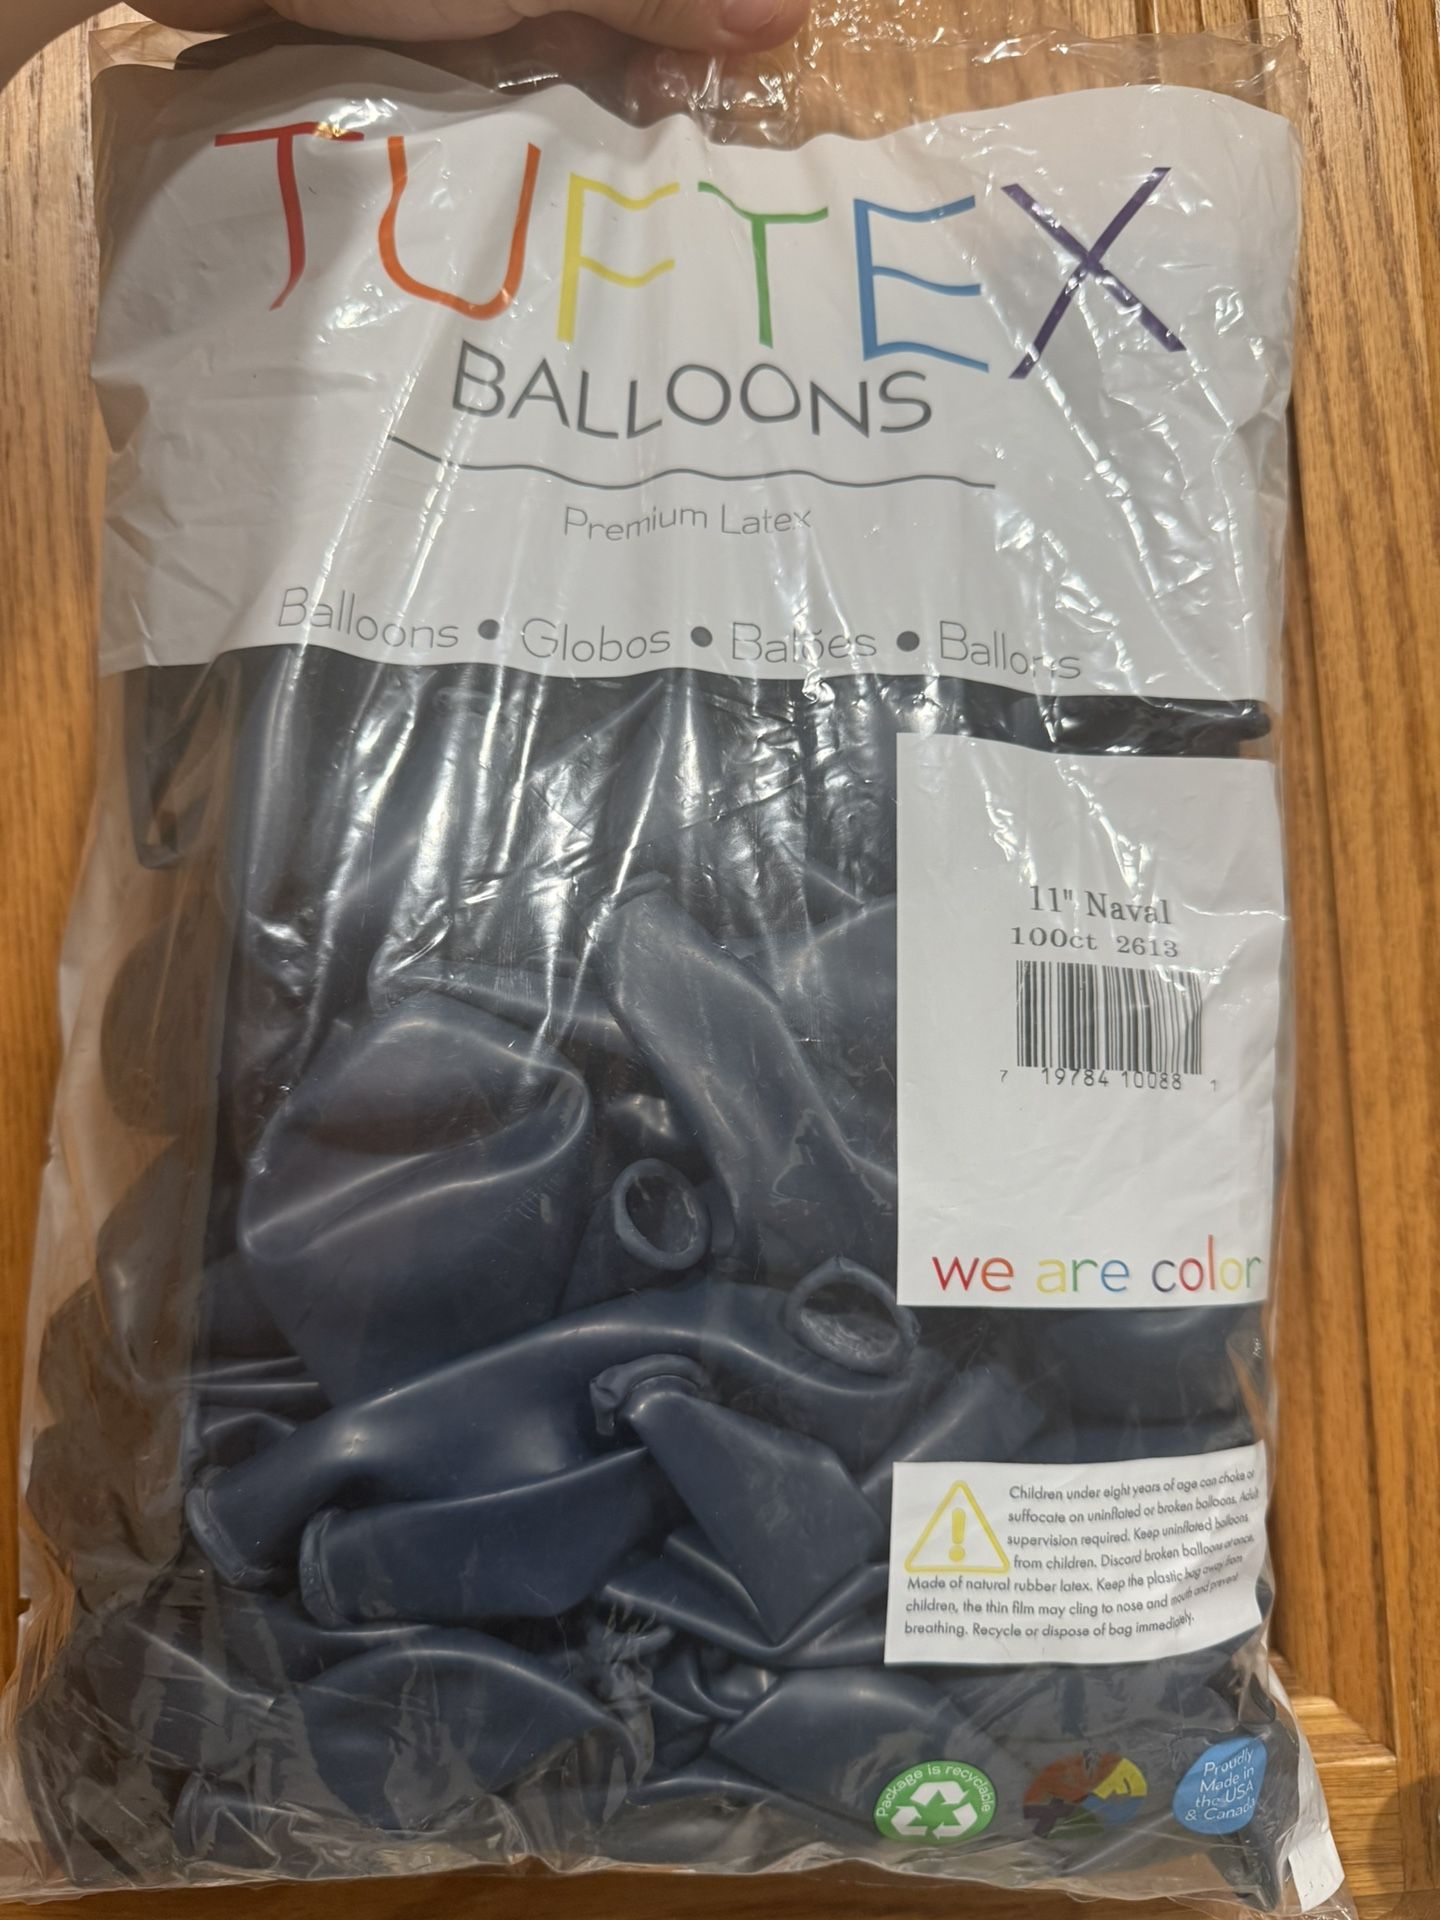 TUFTEX
BALLOONS
Premium Latex
Balloons • Globos • Balões • Ballons
11" Naval
100ct 2613
7 19784 10088 1
we are color
Children under eight years of age can choke or
suffocate on uninflated or broken balloons. Adult
supervision required. Keep uninflated balloons
from children. Discard broken balloons at once.
Made of natural rubber latex. Keep the plastic bag away from
children, the thin film may cling to nose and mouth and prevent
breathing. Recycle or dispose of bag immediately.
Package is recyclable
Proudly
Made in
the USA
& Canada